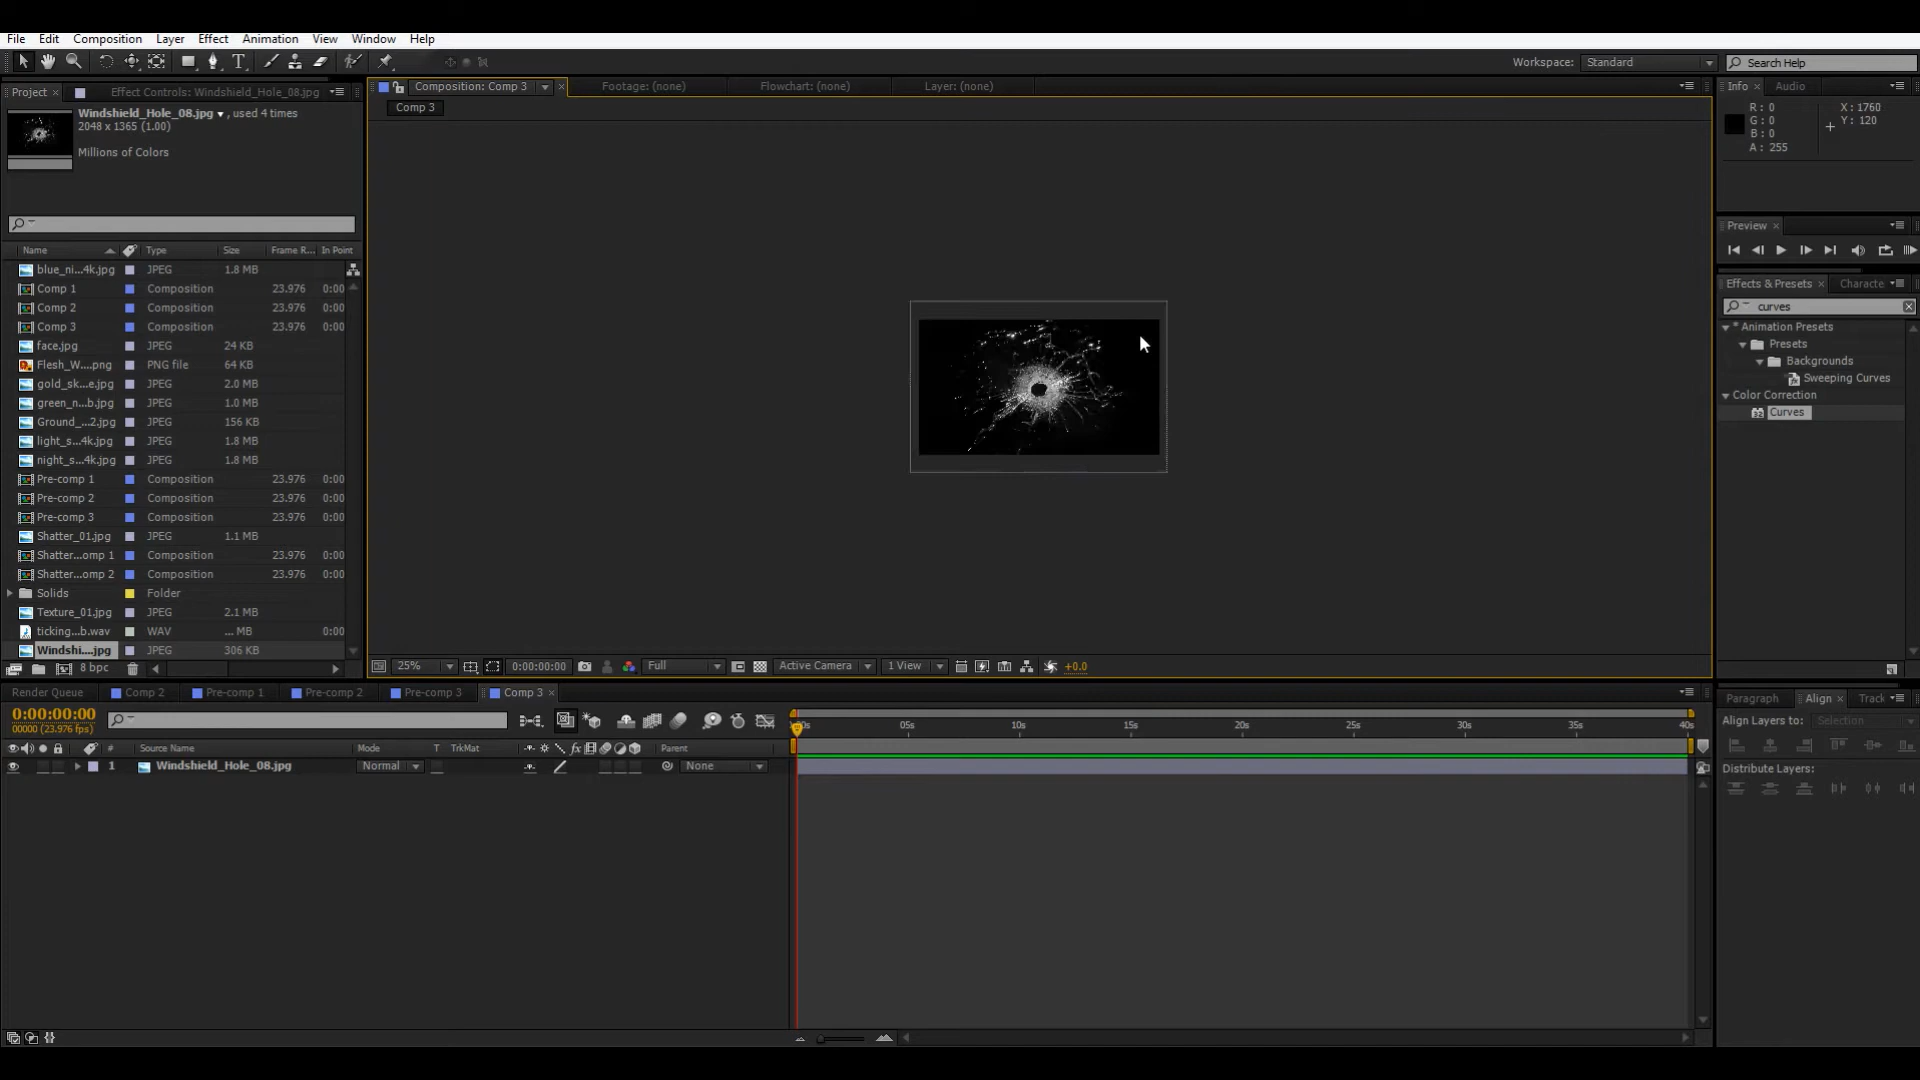 File Edit Composition Layer Effect Animation View Window Help
Workspace: Standard Search Help
Project Effect Controls: Windshield_Hole_08.jpg
Windshield_Hole_08.jpg , used 4 times
2048 x 1365 (1.00)
Millions of Colors
Name Type Size Frame R... In Point
blue_ni...4k.jpg JPEG 1.8 MB
Comp 1 Composition 23.976 0:00
Comp 2 Composition 23.976 0:00
Comp 3 Composition 23.976 0:00
face.jpg JPEG 24 KB
Flesh_W....png PNG file 64 KB
gold_sk...e.jpg JPEG 2.0 MB
green_n...b.jpg JPEG 1.0 MB
Ground_...2.jpg JPEG 156 KB
light_s...4k.jpg JPEG 1.8 MB
night_s...4k.jpg JPEG 1.8 MB
Pre-comp 1 Composition 23.976 0:00
Pre-comp 2 Composition 23.976 0:00
Pre-comp 3 Composition 23.976 0:00
Shatter_01.jpg JPEG 1.1 MB
Shatter...omp 1 Composition 23.976 0:00
Shatter...omp 2 Composition 23.976 0:00
Solids Folder
Texture_01.jpg JPEG 2.1 MB
ticking...b.wav WAV ... MB 0:00
Windshi....jpg JPEG 306 KB
8 bpc
Composition: Comp 3 Footage: (none) Flowchart: (none) Layer: (none)
Comp 3
25% 0:00:00:00 Full Active Camera 1 View +0.0
Info Audio
R: 0 X: 1760
G: 0 Y: 120
B: 0
A: 255
Preview
Effects & Presets Characte
curves
* Animation Presets
Presets
Backgrounds
Sweeping Curves
Color Correction
32 Curves
Render Queue Comp 2 Pre-comp 1 Pre-comp 2 Pre-comp 3 Comp 3
0:00:00:00
00000 (23.976 fps)
# Source Name Mode T TrkMat fx Parent
1 Windshield_Hole_08.jpg Normal None
00s 05s 10s 15s 20s 25s 30s 35s 40s
Paragraph Align Track
Align Layers to: Selection
Distribute Layers: